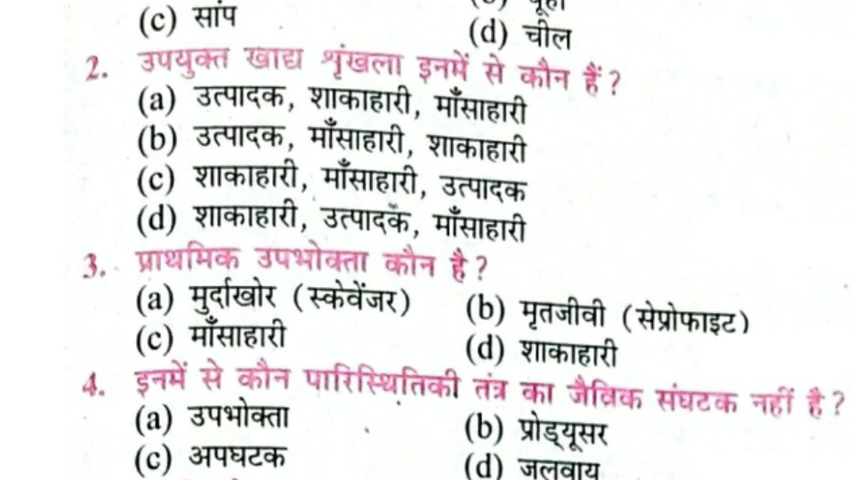 (c) सांप
(d) चील
2. उपयुक्त खाद्य शृंखला इनमें से कौन हैं?
(a) उत्पादक, शाकाहारी, माँसाहारी
(b) उत्पादक, माँसाहारी, शाकाहारी
(c) शाकाहारी, माँसाहारी, उत्पादक
(d) शाकाहारी, उत्पादक, माँसाहारी
3. प्राथमिक उपभोक्ता कौन है?
(a) मुर्दाखोर (स्केवेंजर) (b) मृतजीवी (सेप्रोफाइट)
(c) माँसाहारी (d) शाकाहारी
4. इनमें से कौन पारिस्थितिकी तंत्र का जैविक संघटक नहीं है?
(a) उपभोक्ता (b) प्रोड्यूसर
(c) अपघटक (d) जलवायु